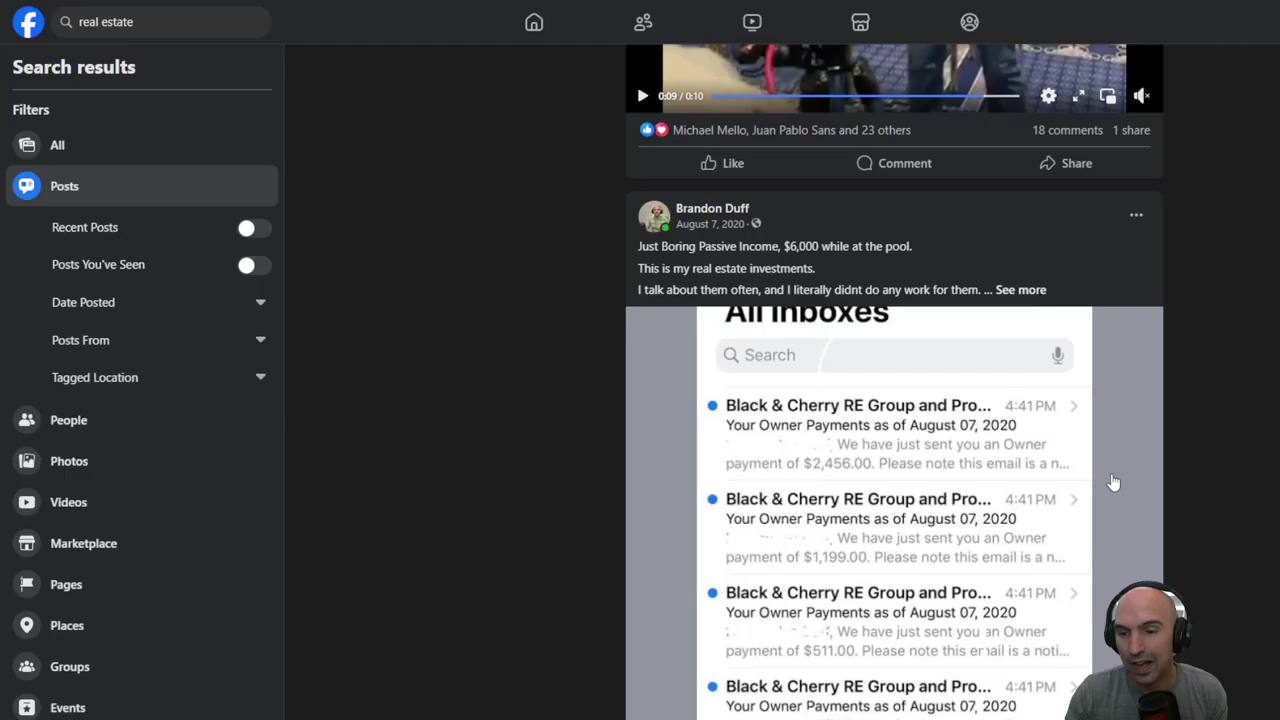 real estate
Search results
Filters
All
Posts
Recent Posts
Posts You've Seen
Date Posted
Posts From
Tagged Location
People
Photos
Videos
Marketplace
Pages
Places
Groups
Events
0:09 / 0:10
Michael Mello, Juan Pablo Sans and 23 others
18 comments 1 share
Like Comment Share
Brandon Duff
August 7, 2020 ·
Just Boring Passive Income, $6,000 while at the pool.
This is my real estate investments.
I talk about them often, and I literally didnt do any work for them. ... See more
All Inboxes
Search
Black & Cherry RE Group and Pro... 4:41 PM
Your Owner Payments as of August 07, 2020
, We have just sent you an Owner
payment of $2,456.00. Please note this email is a n...
Black & Cherry RE Group and Pro... 4:41 PM
Your Owner Payments as of August 07, 2020
, We have just sent you an Owner
payment of $1,199.00. Please note this email is a n...
Black & Cherry RE Group and Pro... 4:41 PM
Your Owner Payments as of August 07, 2020
, We have just sent you an Owner
payment of $511.00. Please note this email is a noti...
Black & Cherry RE Group and Pro... 4:41 PM
Your Owner Payments as of August 07, 2020